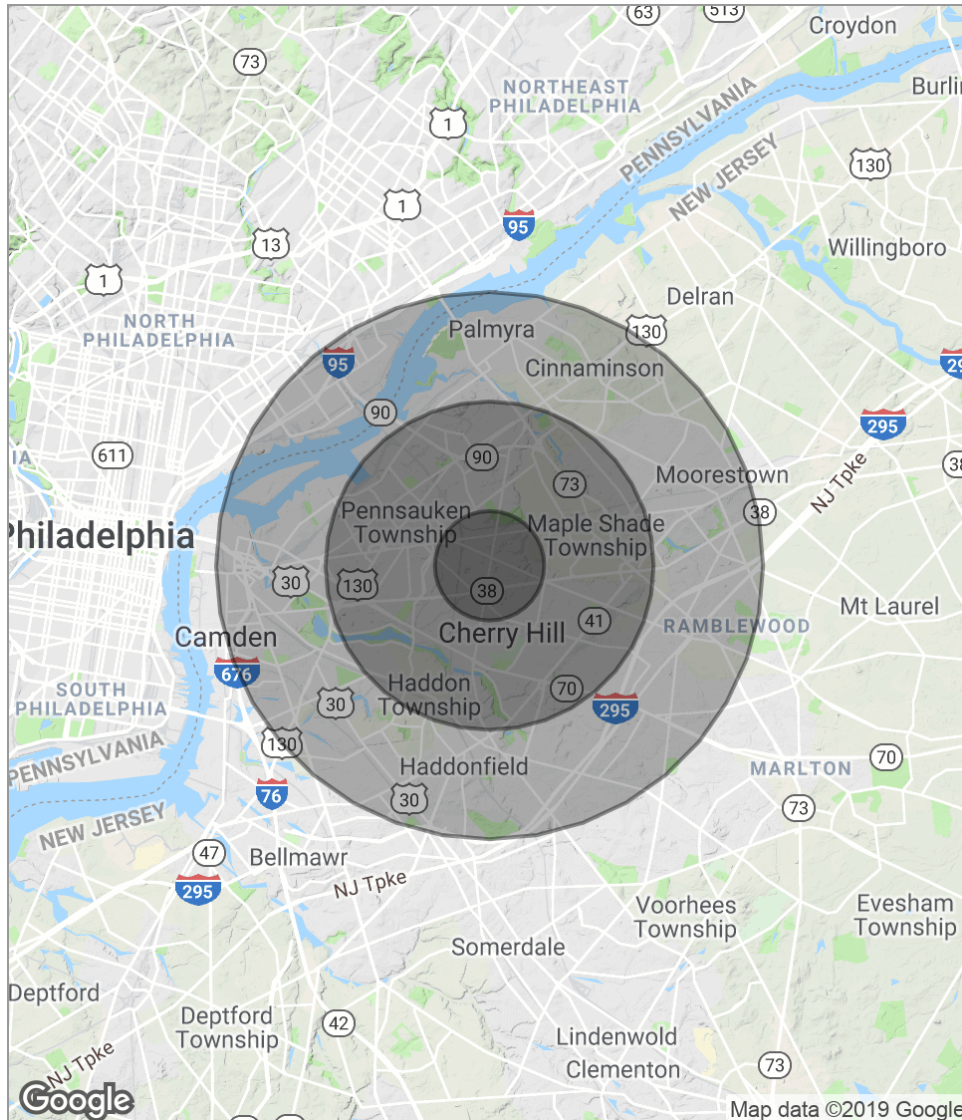 63
513
Croydon
73
NORTHEAST
PHILADELPHIA
Burlin
1
PENNSYLVANIA
130
NEW JERSEY
1
95
13
Willingboro
1
Delran
NORTH
PHILADELPHIA
Palmyra
130
95
Cinnaminson
29
90
295
611
90
38
IA
Moorestown
NJ Tpke
73
38
Pennsauken
Township
Maple Shade
Township
Philadelphia
30
130
38
Mt Laurel
41
RAMBLEWOOD
Cherry Hill
Camden
676
SOUTH
PHILADELPHIA
Haddon
Township
70
30
295
PENNSYLVANIA
130
70
Haddonfield
MARLTON
76
30
73
NEW JERSEY
47
Bellmawr
295
NJ Tpke
Voorhees
Township
Evesham
Township
Somerdale
Deptford
Deptford
Township
42
Lindenwold
NJ Tpke
Clementon
73
Google
Map data ©2019 Google